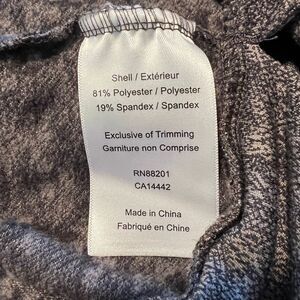 Shell / Extérieur
81% Polyester / Polyester
19% Spandex / Spandex
Exclusive of Trimming
Garniture non Comprise
RN88201
CA14442
Made in China
Fabriqué en Chine